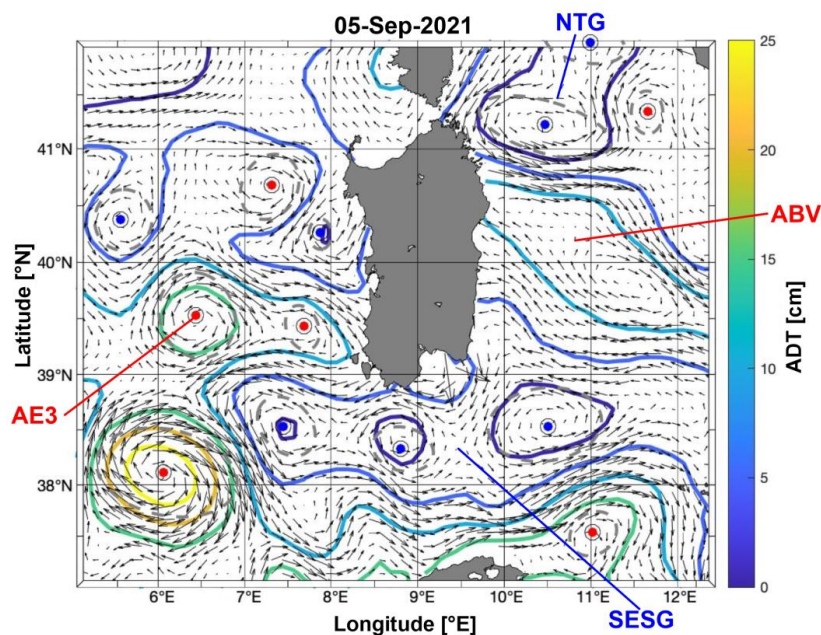 05-Sep-2021
NTG
41°N
ABV
40°N
39°N
AE3
38°N
SESG
6°E 7°E 8°E 9°E 10°E 11°E 12°E
Longitude [°E]
Latitude [°N]
25
20
15
10
5
0
ADT [cm]